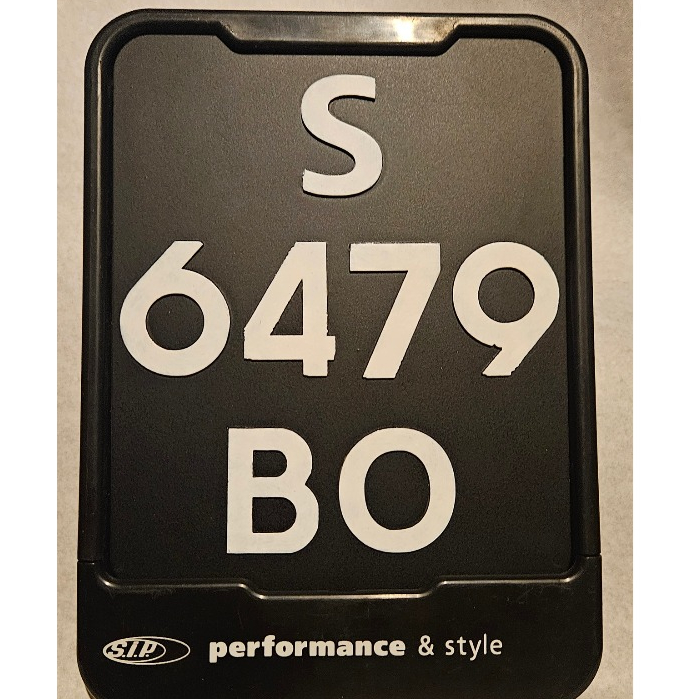 S
6479
BO
S.I.P. performance & style